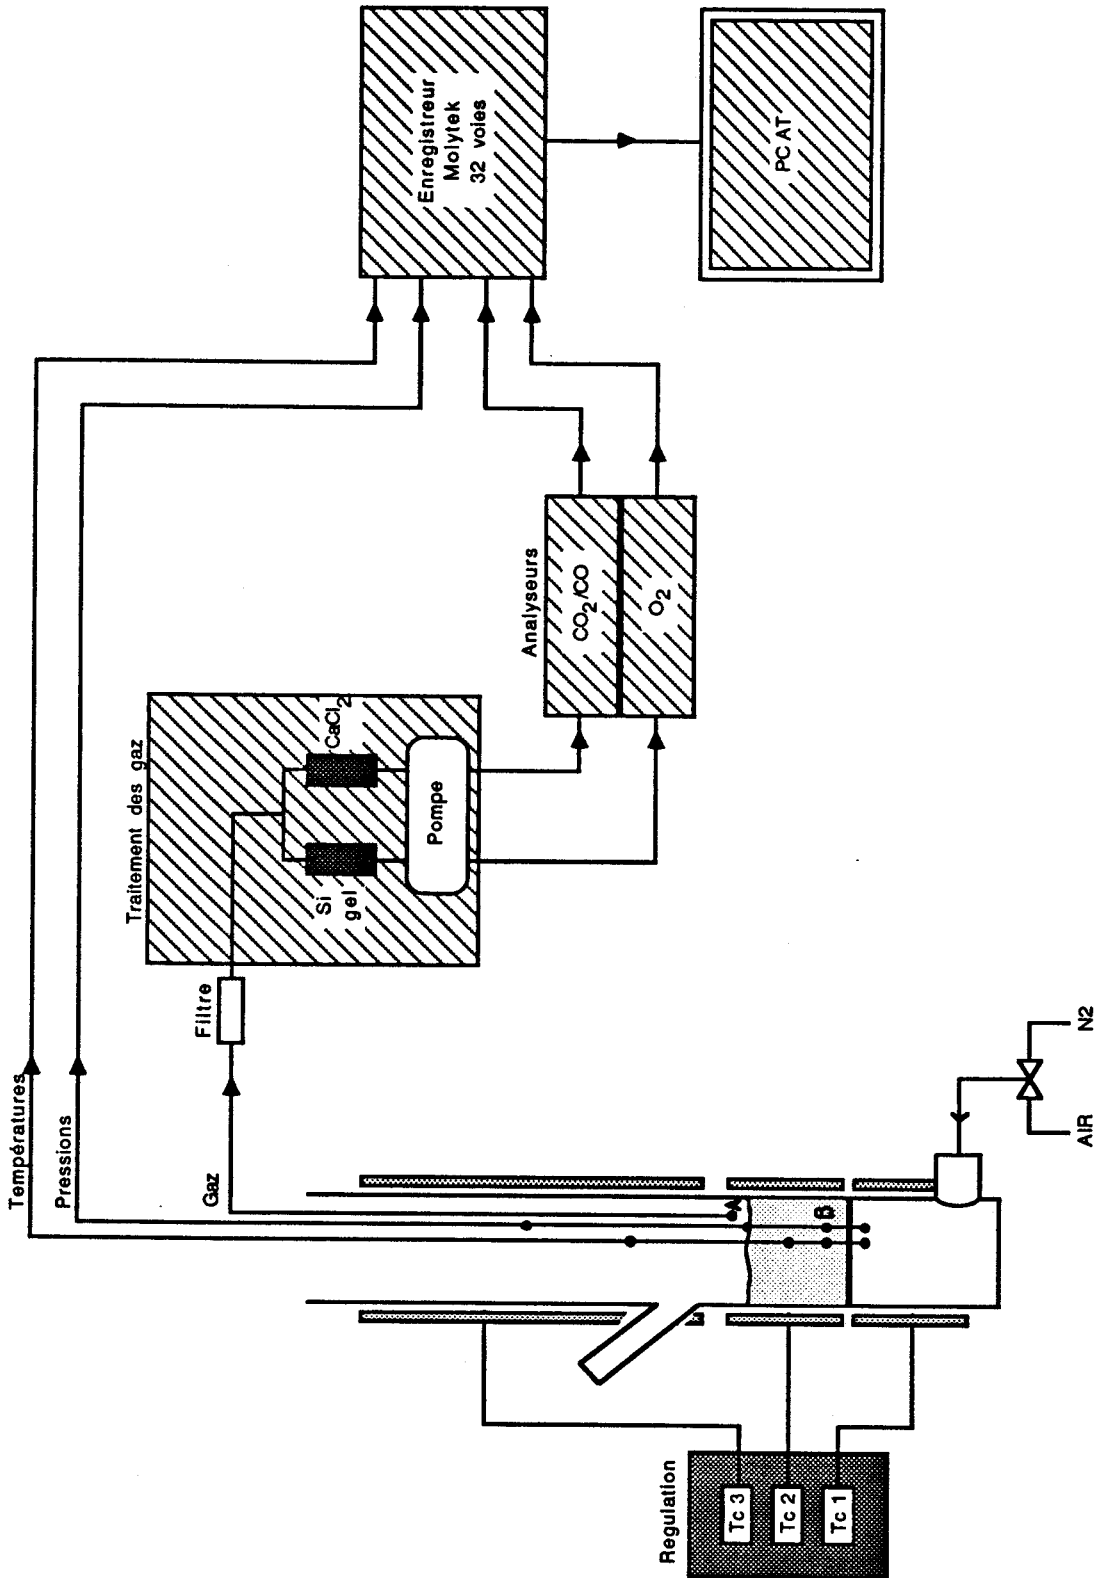 Températures
Pressions
Gaz
Filtre
Traitement des gaz
Si
gel
CaCl2
Pompe
Analyseurs
CO2/CO
O2
Enregistreur
Molytek
32 voies
PC AT
A
B
AIR
N2
Regulation
Tc 3
Tc 2
Tc 1